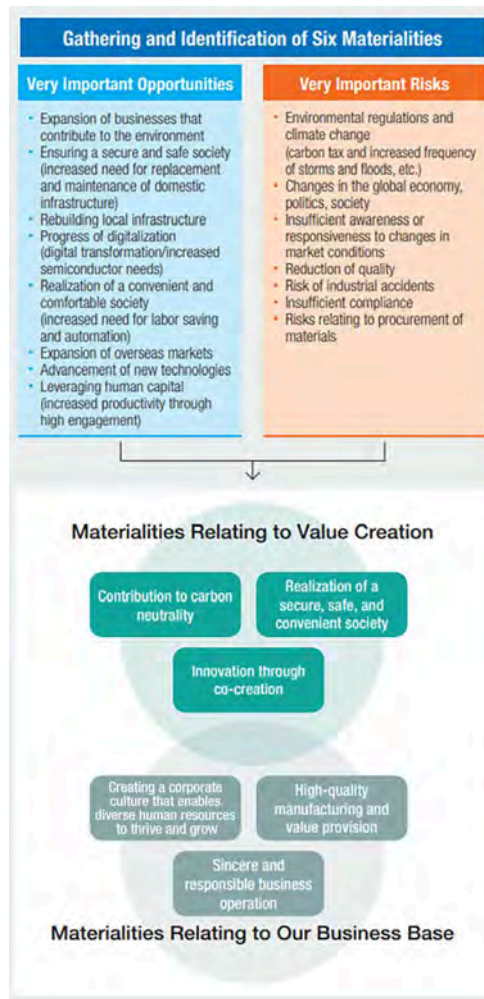 Gathering and Identification of Six Materialities
Very Important Opportunities
• Expansion of businesses that
contribute to the environment
• Ensuring a secure and safe society
(increased need for replacement
and maintenance of domestic
infrastructure)
• Rebuilding local infrastructure
• Progress of digitalization
(digital transformation/increased
semiconductor needs)
• Realization of a convenient and
comfortable society
(increased need for labor saving
and automation)
• Expansion of overseas markets
• Advancement of new technologies
• Leveraging human capital
(increased productivity through
high engagement)
Very Important Risks
• Environmental regulations and
climate change
(carbon tax and increased frequency
of storms and floods, etc.)
• Changes in the global economy,
politics, society
• Insufficient awareness or
responsiveness to changes in
market conditions
• Reduction of quality
• Risk of industrial accidents
• Insufficient compliance
• Risks relating to procurement of
materials
Materialities Relating to Value Creation
Contribution to carbon
neutrality
Realization of a
secure, safe, and
convenient society
Innovation through
co-creation
Creating a corporate
culture that enables
diverse human resources
to thrive and grow
High-quality
manufacturing and
value provision
Sincere and
responsible business
operation
Materialities Relating to Our Business Base